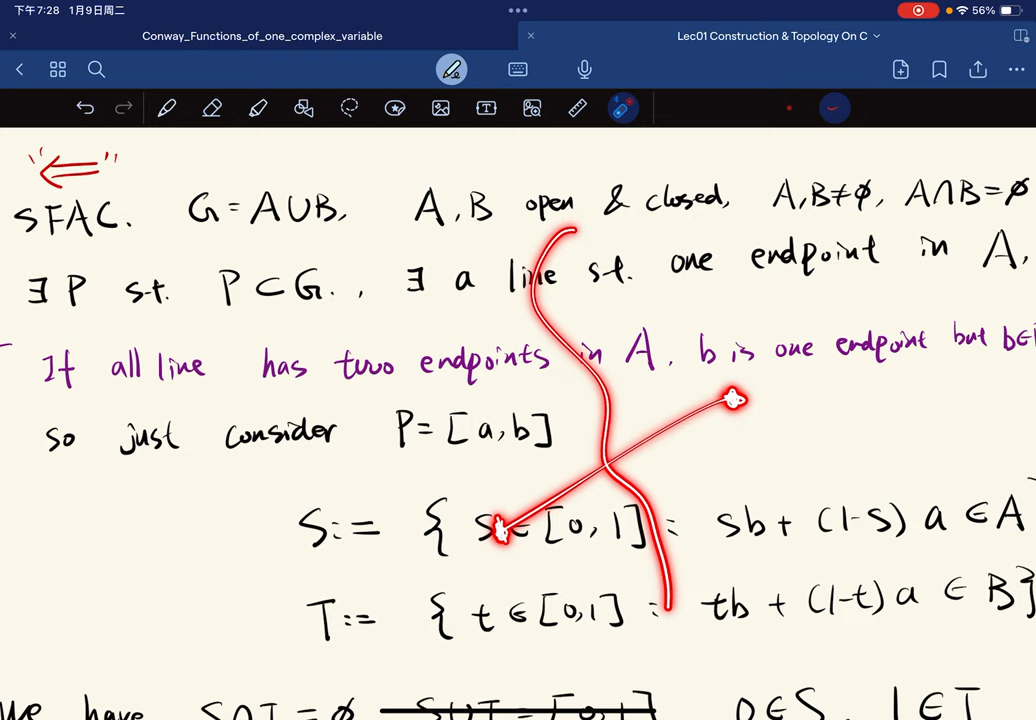 下午7:28 1月9日周二 56%
Conway_Functions_of_one_complex_variable Lec01 Construction & Topology On C
"⇐"
SFAC. G = A∪B, A, B open & closed, A, B ≠ ∅, A∩B = ∅
∃ P s.t. P ⊂ G., ∃ a line s.t. one endpoint in A,
If all line has two endpoints in A, b is one endpoint but b∈
so just consider P = [a, b]
S := { s ∈ [0, 1] : sb + (1-s) a ∈ A
T := { t ∈ [0, 1] : tb + (1-t) a ∈ B }
we have S∩T = ∅ S∪T = [0, 1] 0∈S, 1∈T